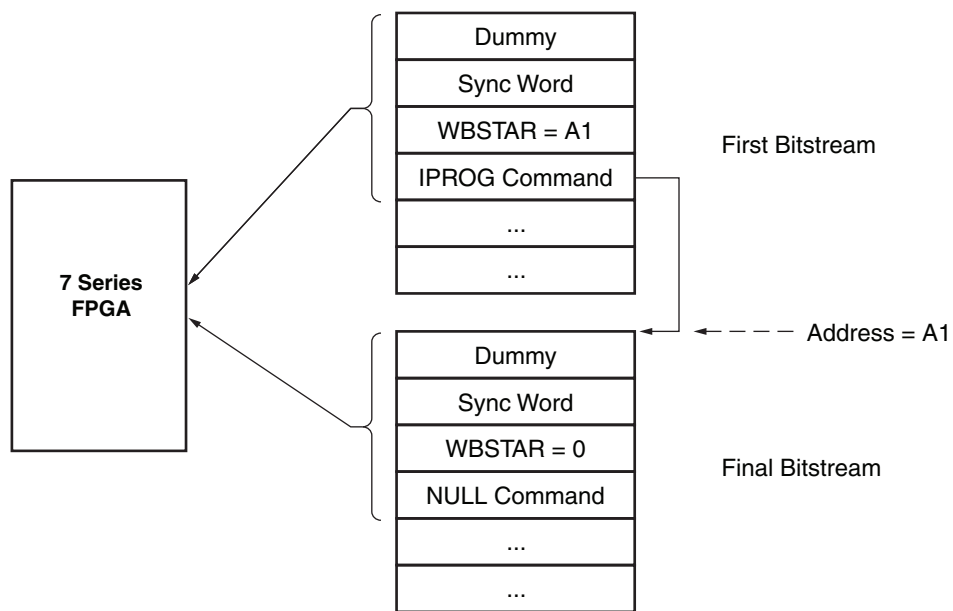 Dummy
Sync Word
WBSTAR = A1
First Bitstream
IPROG Command
...
...
7 Series
FPGA
Address = A1
Dummy
Sync Word
WBSTAR = 0
Final Bitstream
NULL Command
...
...